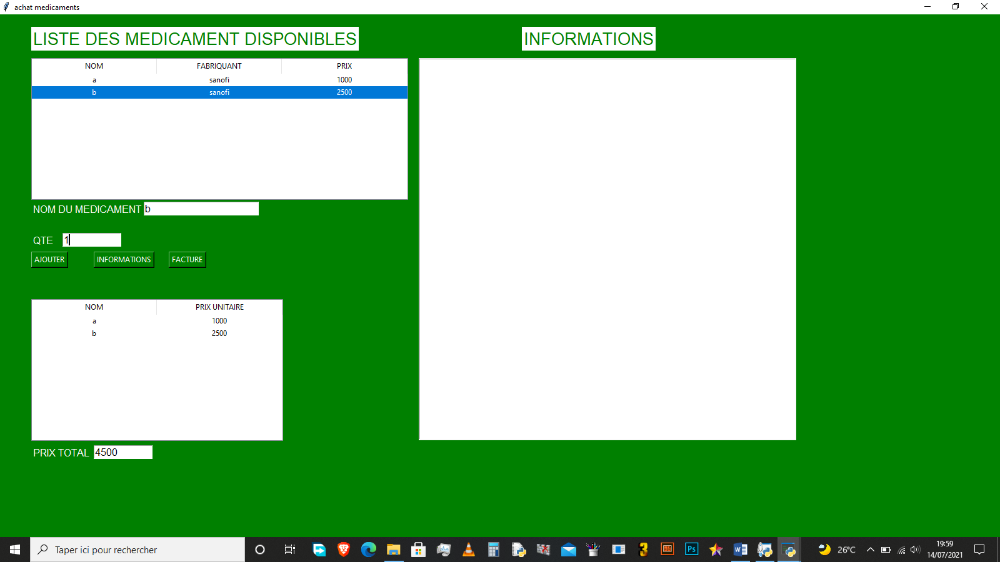 achat medicaments
LISTE DES MEDICAMENT DISPONIBLES
INFORMATIONS
NOM FABRIQUANT PRIX
a sanofi 1000
b sanofi 2500
NOM DU MEDICAMENT b
QTE 1
AJOUTER INFORMATIONS FACTURE
NOM PRIX UNITAIRE
a 1000
b 2500
PRIX TOTAL 4500
Taper ici pour rechercher
3
Ps
W
26°C
19:59
14/07/2021